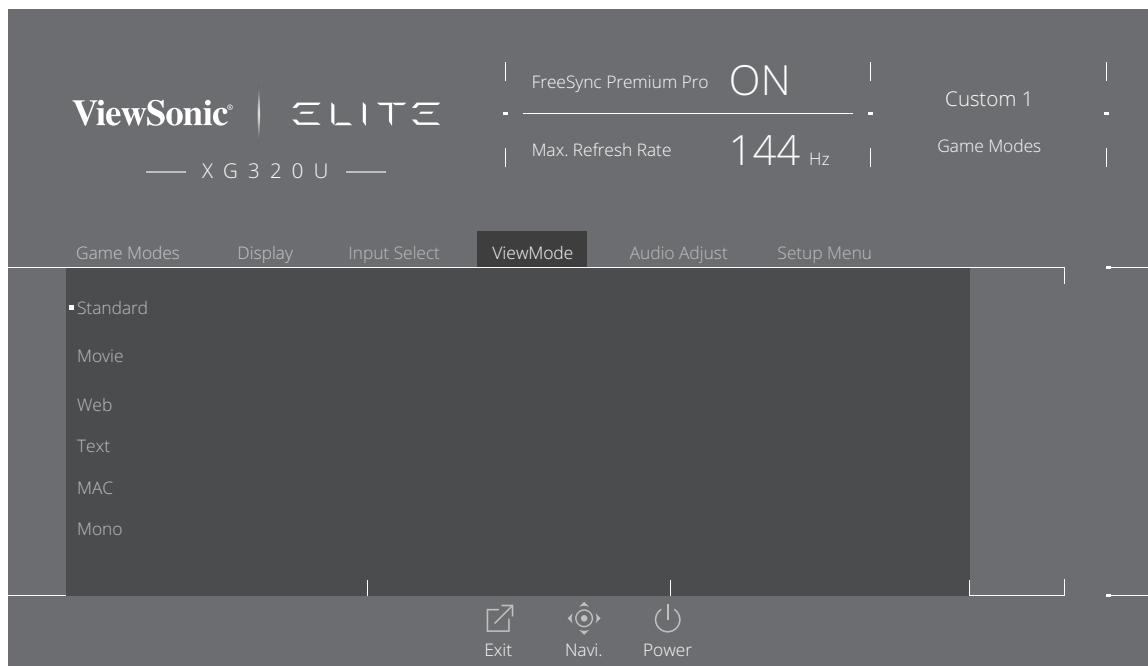 ViewSonic® ELITE
XG320U
FreeSync Premium Pro ON
Max. Refresh Rate 144 Hz
Custom 1
Game Modes
Game Modes Display Input Select ViewMode Audio Adjust Setup Menu
Standard
Movie
Web
Text
MAC
Mono
Exit Navi. Power